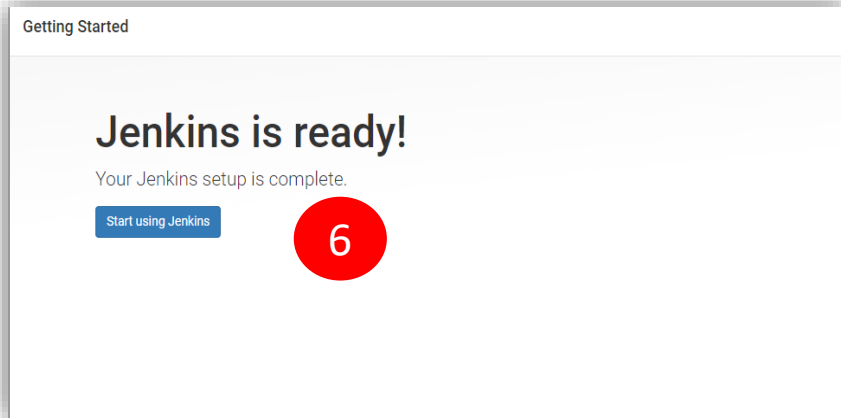 Getting Started
Jenkins is ready!
Your Jenkins setup is complete.
Start using Jenkins
6